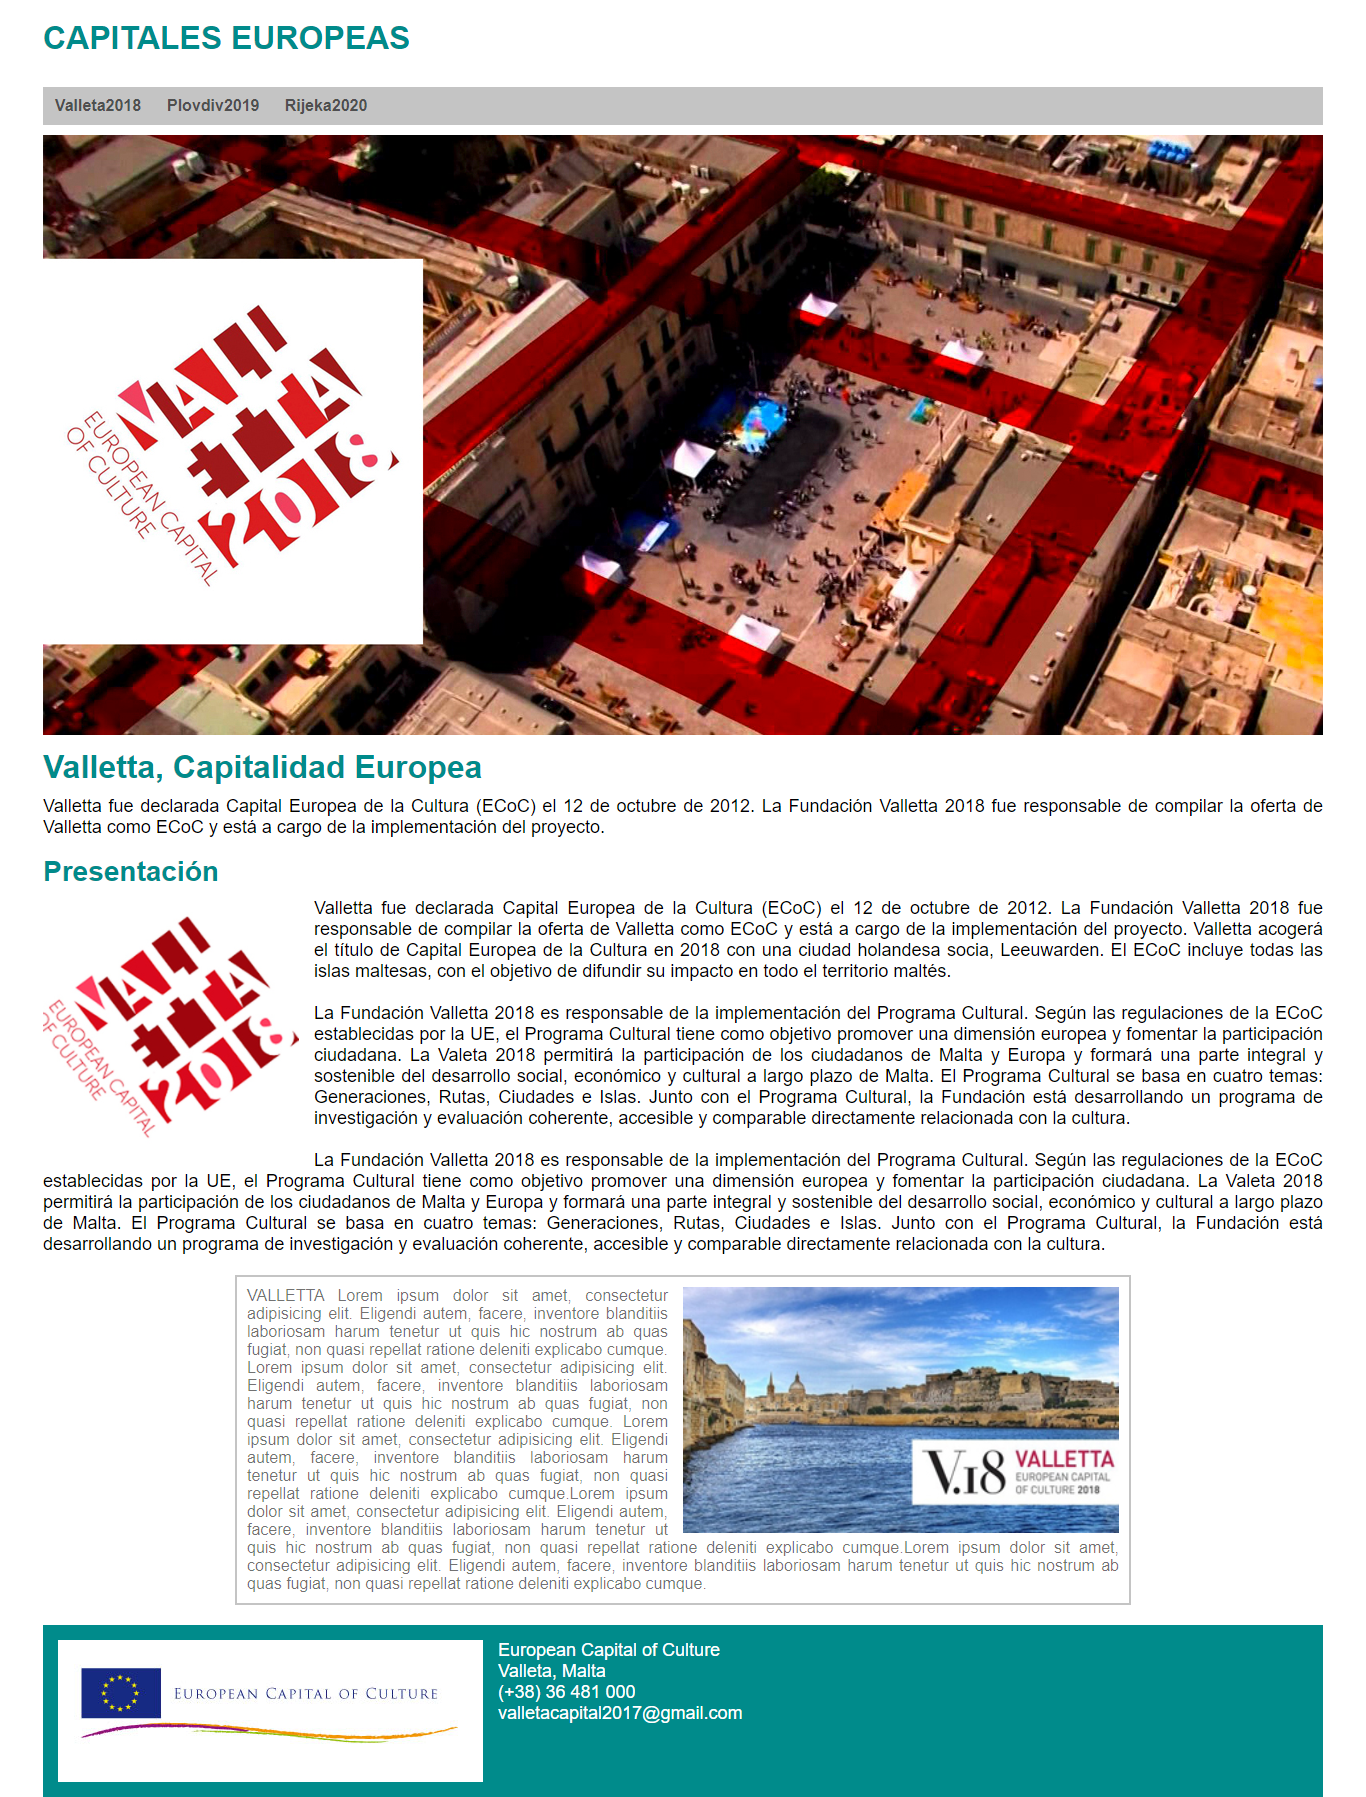 CAPITALES EUROPEAS
Valleta2018 Plovdiv2019 Rijeka2020
VALLETTA
2018
EUROPEAN CAPITAL
OF CULTURE
Valletta, Capitalidad Europea
Valletta fue declarada Capital Europea de la Cultura (ECoC) el 12 de octubre de 2012. La Fundación Valletta 2018 fue responsable de compilar la oferta de
Valletta como ECoC y está a cargo de la implementación del proyecto.
Presentación
VALLETTA
2018
EUROPEAN CAPITAL
OF CULTURE
Valletta fue declarada Capital Europea de la Cultura (ECoC) el 12 de octubre de 2012. La Fundación Valletta 2018 fue
responsable de compilar la oferta de Valletta como ECoC y está a cargo de la implementación del proyecto. Valletta acogerá
el título de Capital Europea de la Cultura en 2018 con una ciudad holandesa socia, Leeuwarden. El ECoC incluye todas las
islas maltesas, con el objetivo de difundir su impacto en todo el territorio maltés.
La Fundación Valletta 2018 es responsable de la implementación del Programa Cultural. Según las regulaciones de la ECoC
establecidas por la UE, el Programa Cultural tiene como objetivo promover una dimensión europea y fomentar la participación
ciudadana. La Valeta 2018 permitirá la participación de los ciudadanos de Malta y Europa y formará una parte integral y
sostenible del desarrollo social, económico y cultural a largo plazo de Malta. El Programa Cultural se basa en cuatro temas:
Generaciones, Rutas, Ciudades e Islas. Junto con el Programa Cultural, la Fundación está desarrollando un programa de
investigación y evaluación coherente, accesible y comparable directamente relacionada con la cultura.
La Fundación Valletta 2018 es responsable de la implementación del Programa Cultural. Según las regulaciones de la ECoC
establecidas por la UE, el Programa Cultural tiene como objetivo promover una dimensión europea y fomentar la participación ciudadana. La Valeta 2018
permitirá la participación de los ciudadanos de Malta y Europa y formará una parte integral y sostenible del desarrollo social, económico y cultural a largo plazo
de Malta. El Programa Cultural se basa en cuatro temas: Generaciones, Rutas, Ciudades e Islas. Junto con el Programa Cultural, la Fundación está
desarrollando un programa de investigación y evaluación coherente, accesible y comparable directamente relacionada con la cultura.
VALLETTA Lorem ipsum dolor sit amet, consectetur
adipisicing elit. Eligendi autem, facere, inventore blanditiis
laboriosam harum tenetur ut quis hic nostrum ab quas
fugiat, non quasi repellat ratione deleniti explicabo cumque.
Lorem ipsum dolor sit amet, consectetur adipisicing elit.
Eligendi autem, facere, inventore blanditiis laboriosam
harum tenetur ut quis hic nostrum ab quas fugiat, non
quasi repellat ratione deleniti explicabo cumque. Lorem
ipsum dolor sit amet, consectetur adipisicing elit. Eligendi
autem, facere, inventore blanditiis laboriosam harum
tenetur ut quis hic nostrum ab quas fugiat, non quasi
repellat ratione deleniti explicabo cumque.Lorem ipsum
dolor sit amet, consectetur adipisicing elit. Eligendi autem,
facere, inventore blanditiis laboriosam harum tenetur ut
quis hic nostrum ab quas fugiat, non quasi repellat ratione deleniti explicabo cumque.Lorem ipsum dolor sit amet,
consectetur adipisicing elit. Eligendi autem, facere, inventore blanditiis laboriosam harum tenetur ut quis hic nostrum ab
quas fugiat, non quasi repellat ratione deleniti explicabo cumque.
V.18 VALLETTA
EUROPEAN CAPITAL
OF CULTURE 2018
EUROPEAN CAPITAL OF CULTURE
European Capital of Culture
Valleta, Malta
(+38) 36 481 000
valletacapital2017@gmail.com